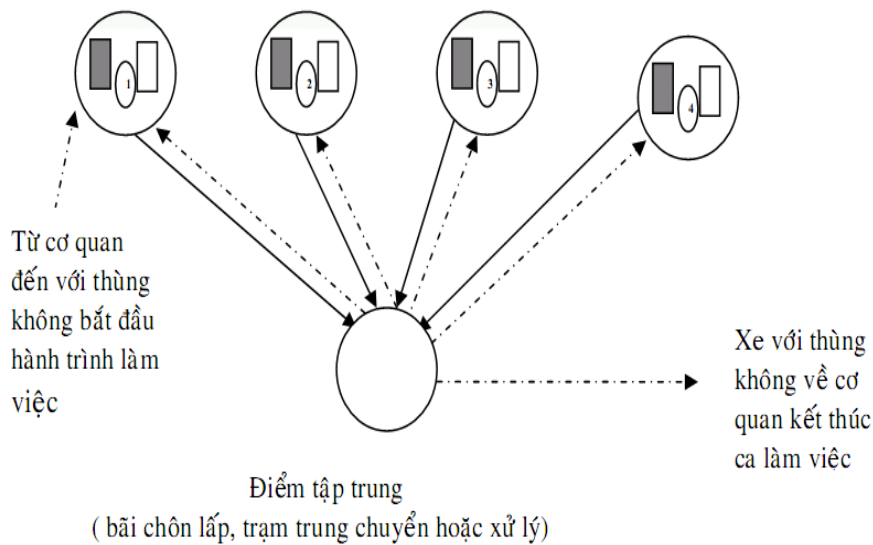 1
2
3
4
Từ cơ quan
đến với thùng
không bắt đầu
hành trình làm
việc
Xe với thùng
không về cơ
quan kết thúc
ca làm việc
Điểm tập trung
( bãi chôn lấp, trạm trung chuyển hoặc xử lý)